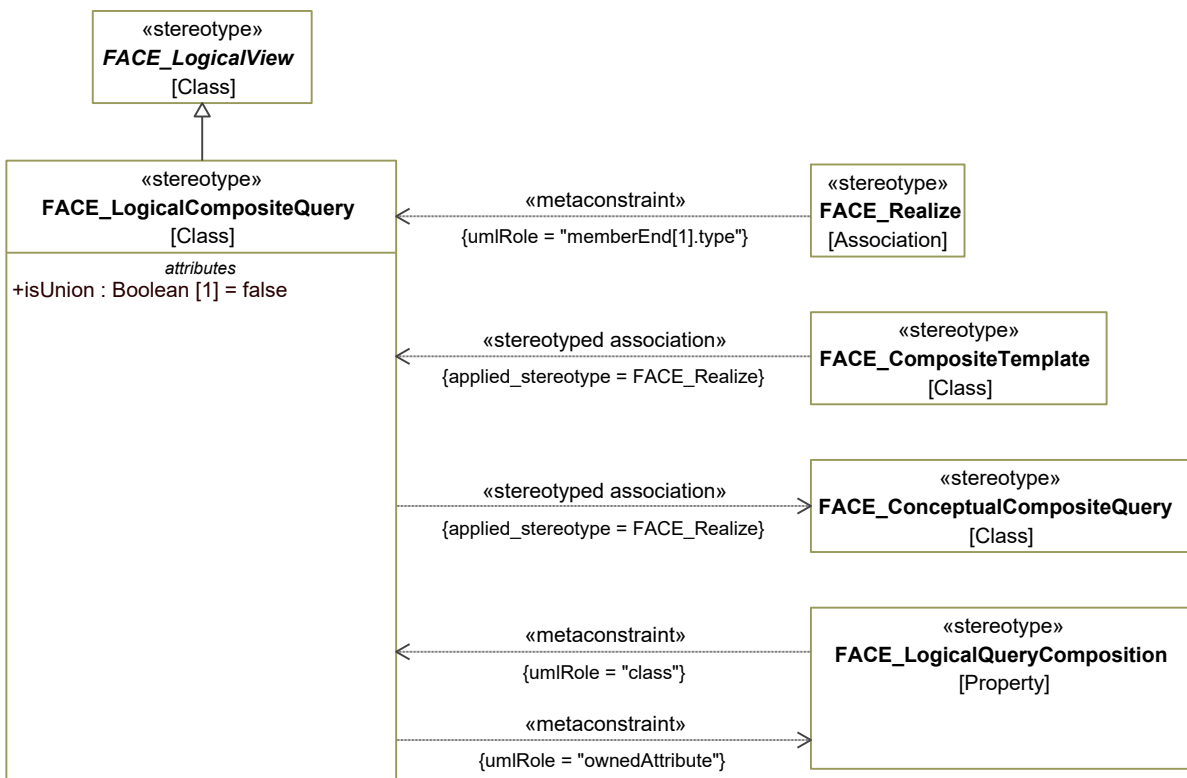 «stereotype»
FACE_LogicalView
[Class]
«stereotype»
FACE_LogicalCompositeQuery
[Class]
attributes
+isUnion : Boolean [1] = false
«metaconstraint»
{umlRole = "memberEnd[1].type"}
«stereotype»
FACE_Realize
[Association]
«stereotyped association»
{applied_stereotype = FACE_Realize}
«stereotype»
FACE_CompositeTemplate
[Class]
«stereotyped association»
{applied_stereotype = FACE_Realize}
«stereotype»
FACE_ConceptualCompositeQuery
[Class]
«metaconstraint»
{umlRole = "class"}
«stereotype»
FACE_LogicalQueryComposition
[Property]
«metaconstraint»
{umlRole = "ownedAttribute"}